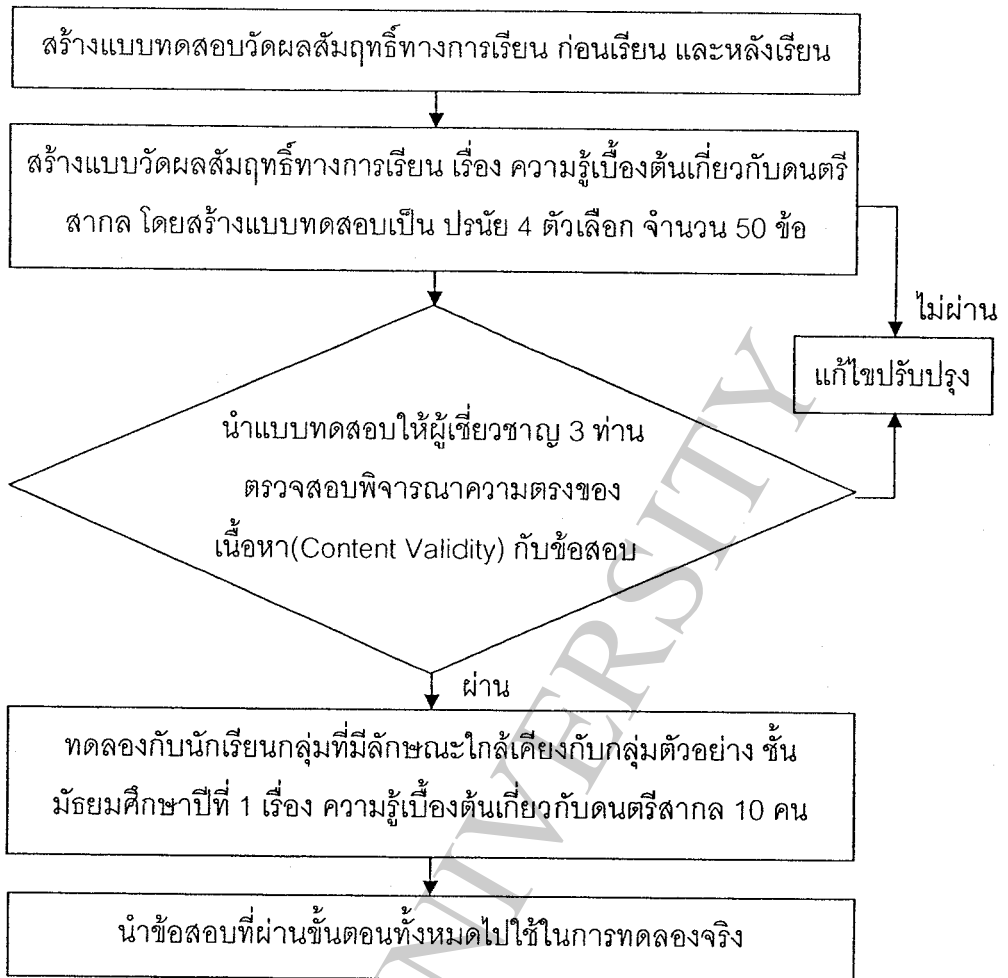 สร้างแบบทดสอบวัดผลสัมฤทธิ์ทางการเรียน ก่อนเรียน และหลังเรียน
สร้างแบบวัดผลสัมฤทธิ์ทางการเรียน เรื่อง ความรู้เบื้องต้นเกี่ยวกับดนตรี
สากล โดยสร้างแบบทดสอบเป็น ปรนัย 4 ตัวเลือก จำนวน 50 ข้อ
ไม่ผ่าน
แก้ไขปรับปรุง
นำแบบทดสอบให้ผู้เชี่ยวชาญ 3 ท่าน
ตรวจสอบพิจารณาความตรงของ
เนื้อหา(Content Validity) กับข้อสอบ
ผ่าน
ทดลองกับนักเรียนกลุ่มที่มีลักษณะใกล้เคียงกับกลุ่มตัวอย่าง ชั้น
มัธยมศึกษาปีที่ 1 เรื่อง ความรู้เบื้องต้นเกี่ยวกับดนตรีสากล 10 คน
นำข้อสอบที่ผ่านขั้นตอนทั้งหมดไปใช้ในการทดลองจริง
NIVERSITY